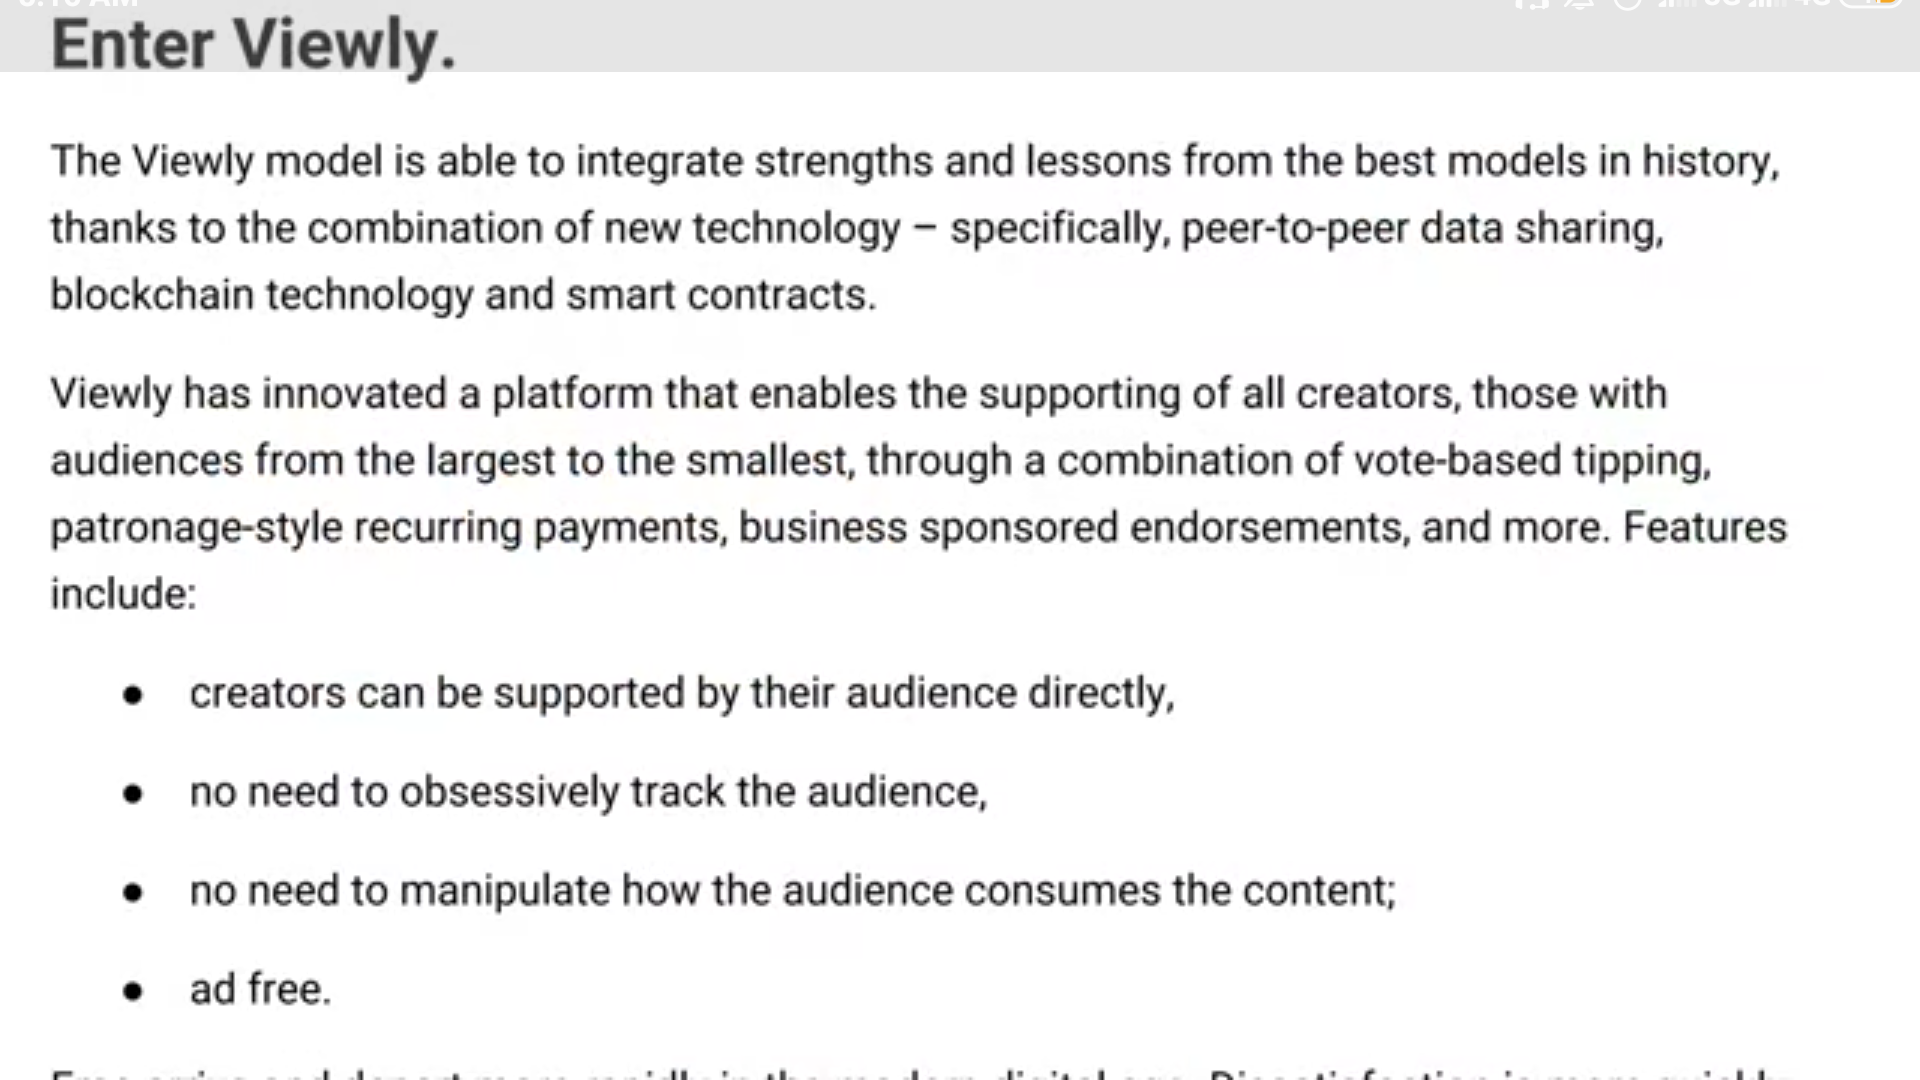 Enter Viewly.
The Viewly model is able to integrate strengths and lessons from the best models in history,
thanks to the combination of new technology – specifically, peer-to-peer data sharing,
blockchain technology and smart contracts.
Viewly has innovated a platform that enables the supporting of all creators, those with
audiences from the largest to the smallest, through a combination of vote-based tipping,
patronage-style recurring payments, business sponsored endorsements, and more. Features
include:
● creators can be supported by their audience directly,
● no need to obsessively track the audience,
● no need to manipulate how the audience consumes the content;
● ad free.